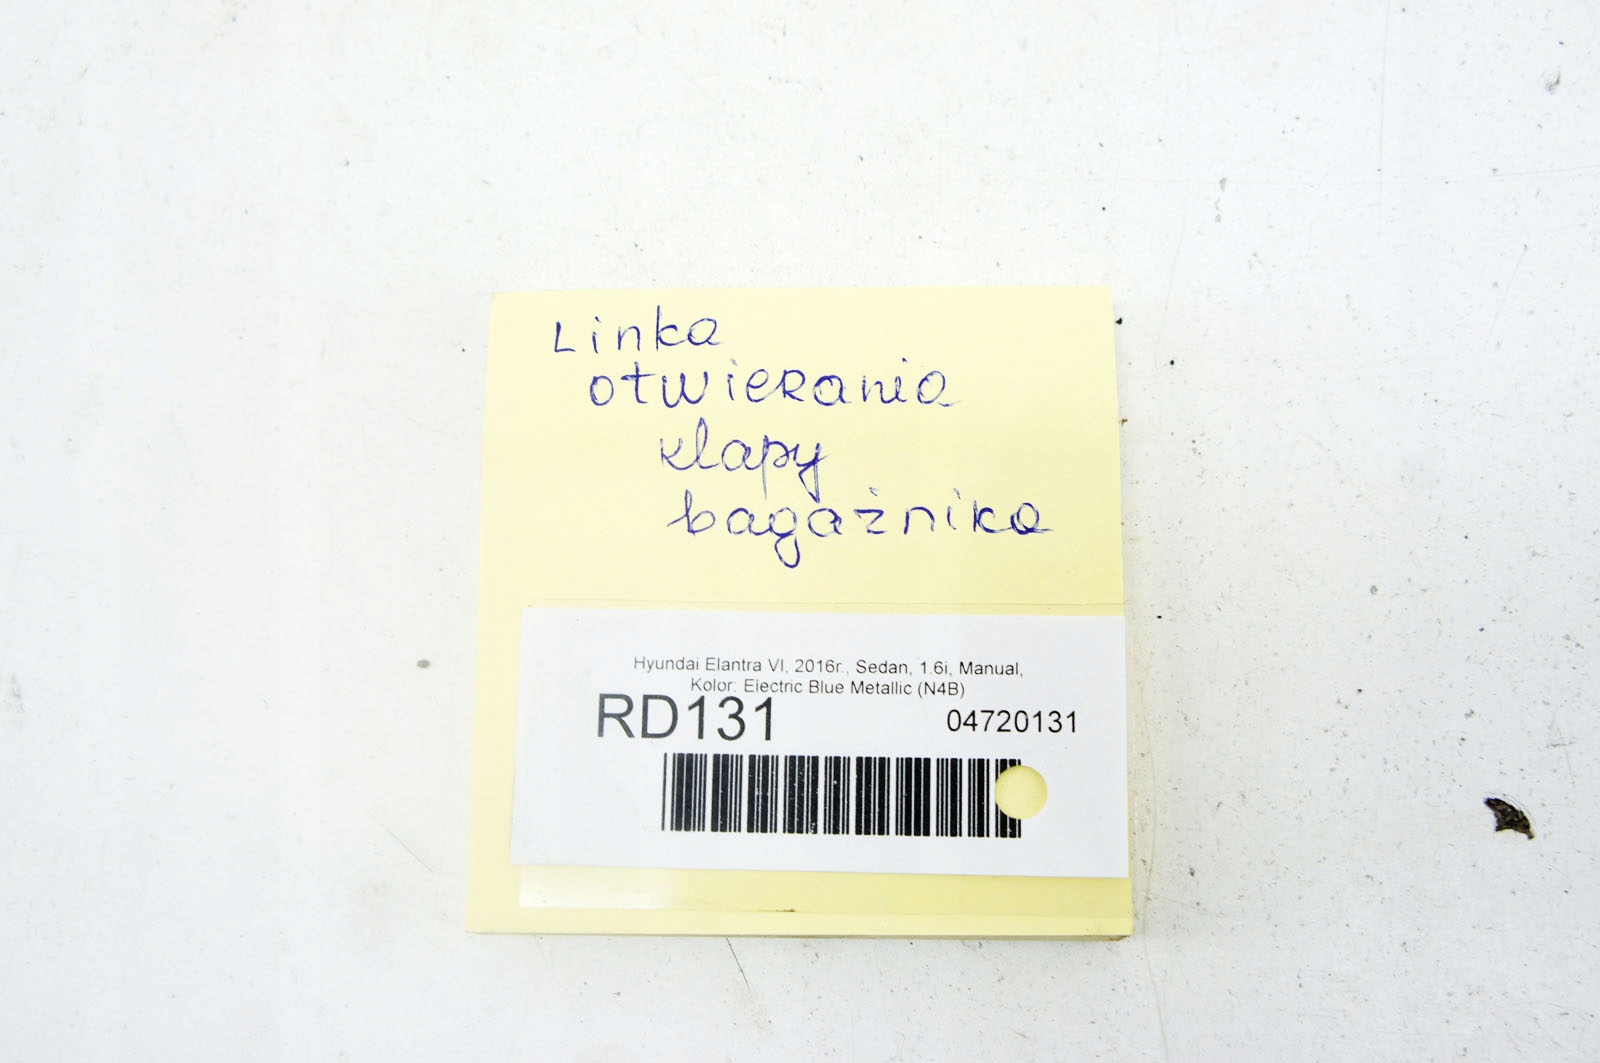 Linka
otwierania
klapy
bagażnika
Hyundai Elantra VI, 2016r., Sedan, 1.6i, Manual,
Kolor: Electric Blue Metallic (N4B)
RD131 04720131